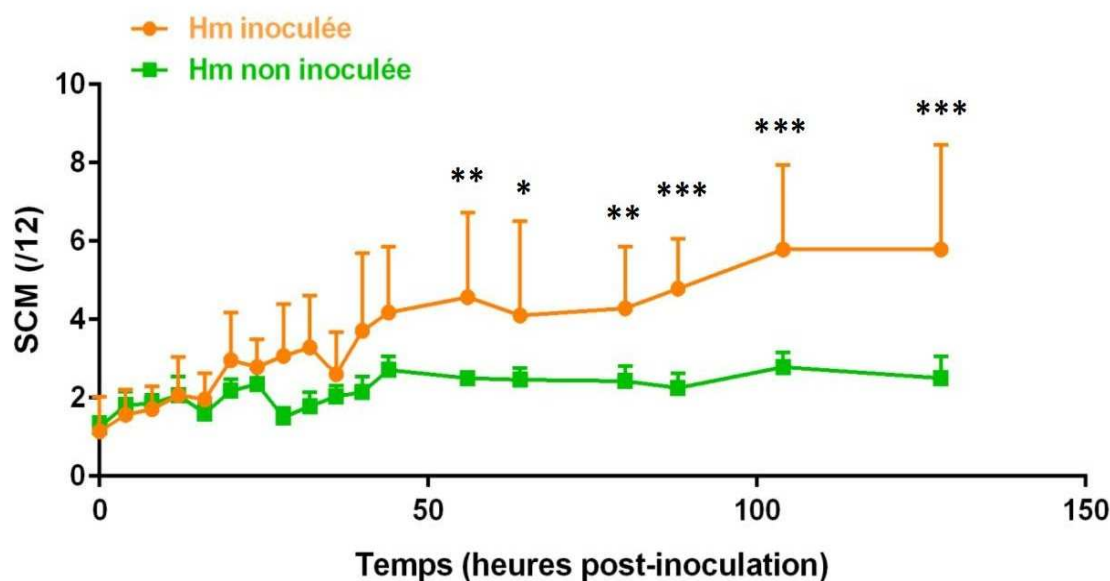 Hm inoculée
Hm non inoculée
10
8
6
4
2
0
SCM (/12)
** * ** *** *** ***
0 50 100 150
Temps (heures post-inoculation)